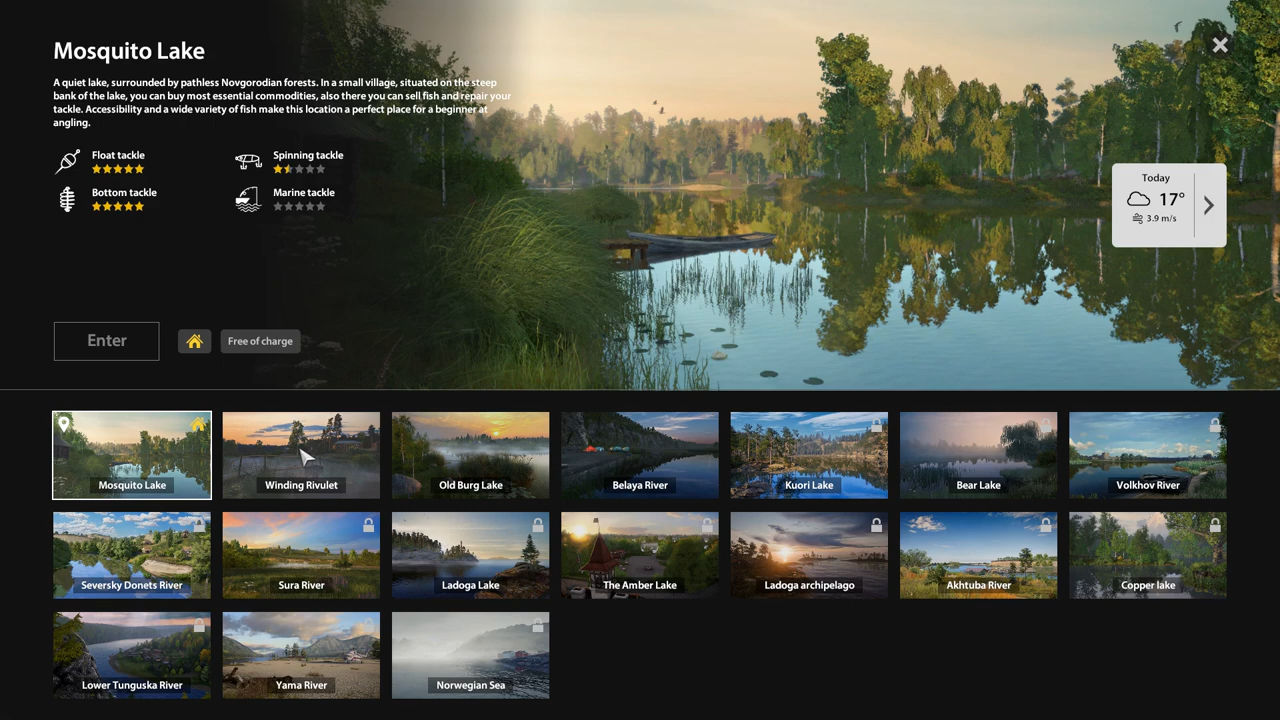 Mosquito Lake
A quiet lake, surrounded by pathless Novgorodian forests. In a small village, situated on the steep
bank of the lake, you can buy most essential commodities, also there you can sell fish and repair your
tackle. Accessibility and a wide variety of fish make this location a perfect place for a beginner at
angling.
Float tackle
Spinning tackle
Bottom tackle
Marine tackle
Today
17°
3.9 m/s
Enter
Free of charge
Mosquito Lake
Winding Rivulet
Old Burg Lake
Belaya River
Kuori Lake
Bear Lake
Volkhov River
Seversky Donets River
Sura River
Ladoga Lake
The Amber Lake
Ladoga archipelago
Akhtuba River
Copper lake
Lower Tunguska River
Yama River
Norwegian Sea